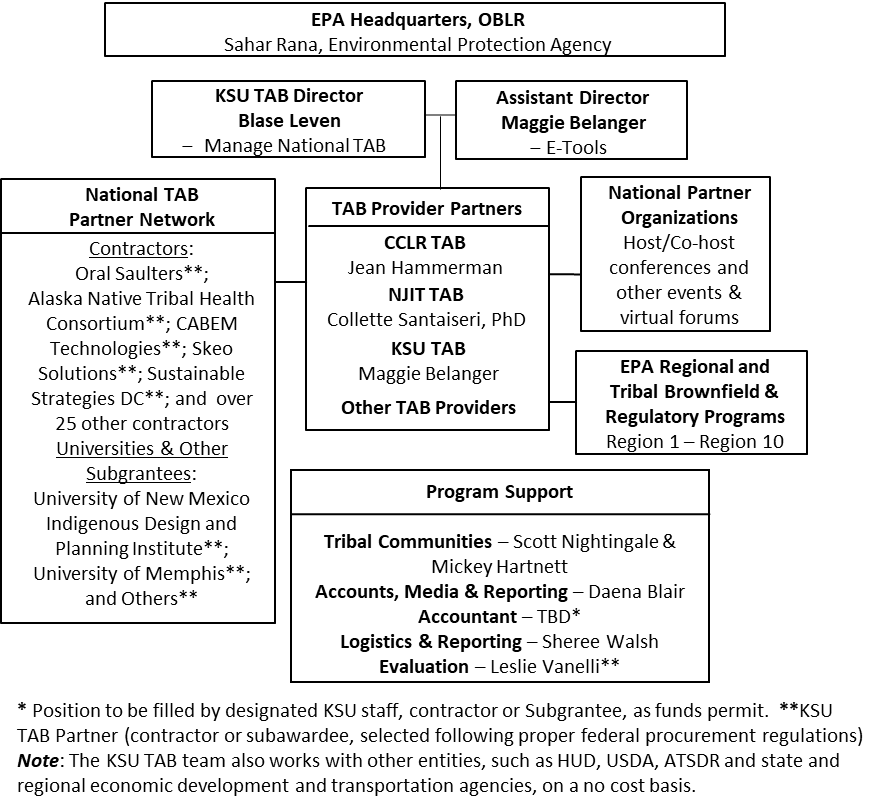 EPA Headquarters, OBLR
Sahar Rana, Environmental Protection Agency
KSU TAB Director
Blase Leven
– Manage National TAB
Assistant Director
Maggie Belanger
– E-Tools
National TAB
Partner Network
Contractors:
Oral Saulters**;
Alaska Native Tribal Health
Consortium**; CABEM
Technologies**; Skeo
Solutions**; Sustainable
Strategies DC**; and over
25 other contractors
Universities & Other
Subgrantees:
University of New Mexico
Indigenous Design and
Planning Institute**;
University of Memphis**;
and Others**
TAB Provider Partners
CCLR TAB
Jean Hammerman
NJIT TAB
Collette Santaiseri, PhD
KSU TAB
Maggie Belanger
Other TAB Providers
National Partner
Organizations
Host/Co-host
conferences and
other events &
virtual forums
EPA Regional and
Tribal Brownfield &
Regulatory Programs
Region 1 – Region 10
Program Support
Tribal Communities – Scott Nightingale &
Mickey Hartnett
Accounts, Media & Reporting – Daena Blair
Accountant – TBD*
Logistics & Reporting – Sheree Walsh
Evaluation – Leslie Vanelli**
* Position to be filled by designated KSU staff, contractor or Subgrantee, as funds permit. **KSU
TAB Partner (contractor or subawardee, selected following proper federal procurement regulations)
Note: The KSU TAB team also works with other entities, such as HUD, USDA, ATSDR and state and
regional economic development and transportation agencies, on a no cost basis.